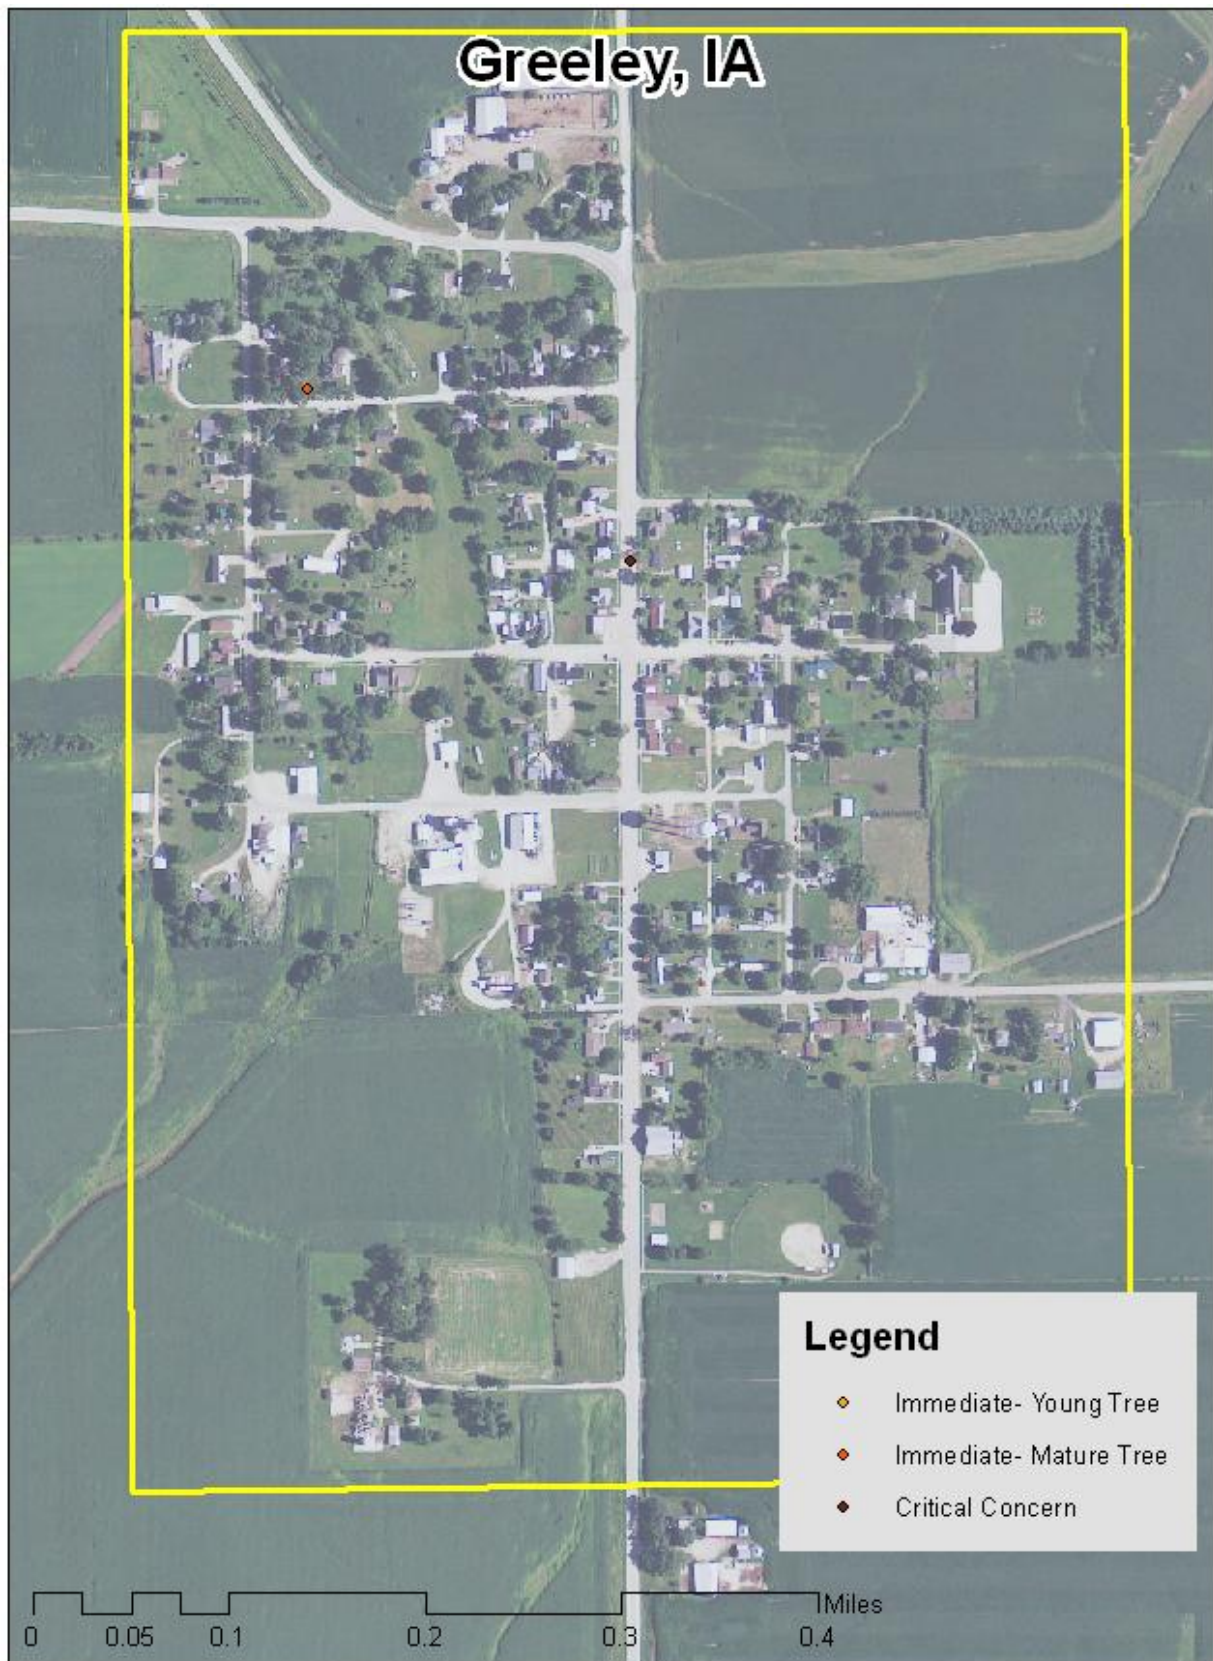 Greeley, IA
Legend
Immediate- Young Tree
Immediate- Mature Tree
Critical Concern
Miles
0 0.05 0.1 0.2 0.3 0.4